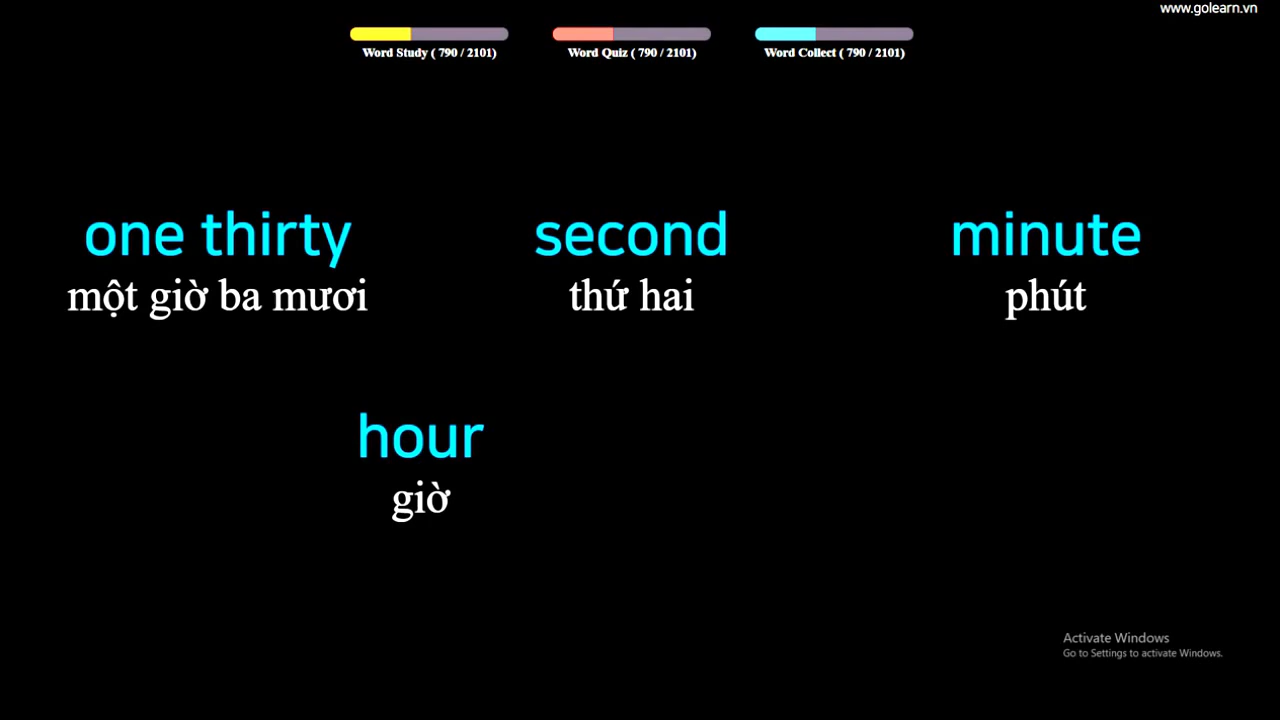 www.golearn.vn
Word Study ( 790 / 2101)
Word Quiz ( 790 / 2101)
Word Collect ( 790 / 2101)
one thirty
một giờ ba mươi
second
thứ hai
minute
phút
hour
giờ
Activate Windows
Go to Settings to activate Windows.